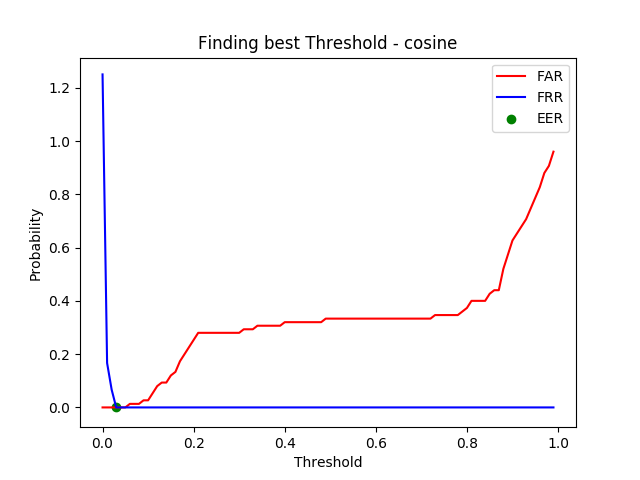 Finding best Threshold - cosine
FAR
FRR
EER
1.2
1.0
0.8
0.6
0.4
0.2
0.0
Probability
0.0 0.2 0.4 0.6 0.8 1.0
Threshold